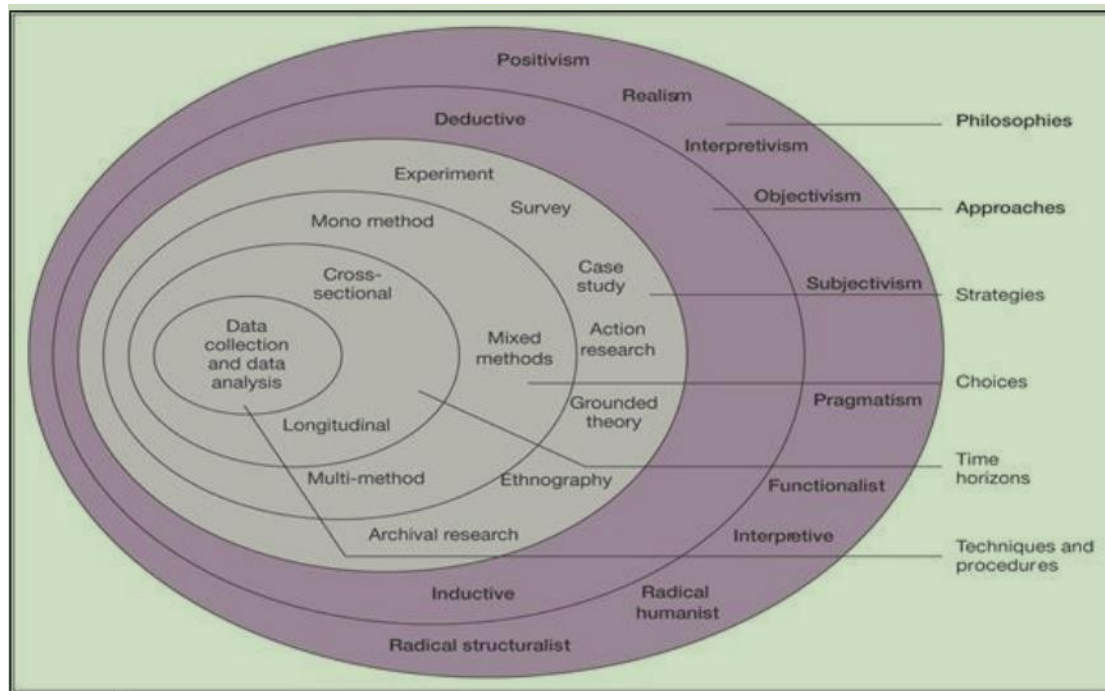 Positivism
Realism
Philosophies
Deductive
Interpretivism
Experiment
Objectivism
Approaches
Survey
Mono method
Case
study
Cross-
sectional
Subjectivism
Strategies
Data
collection
and data
analysis
Mixed
methods
Action
research
Choices
Pragmatism
Grounded
theory
Longitudinal
Time
horizons
Multi-method
Ethnography
Functionalist
Archival research
Interpretive
Techniques and
procedures
Inductive
Radical
humanist
Radical structuralist